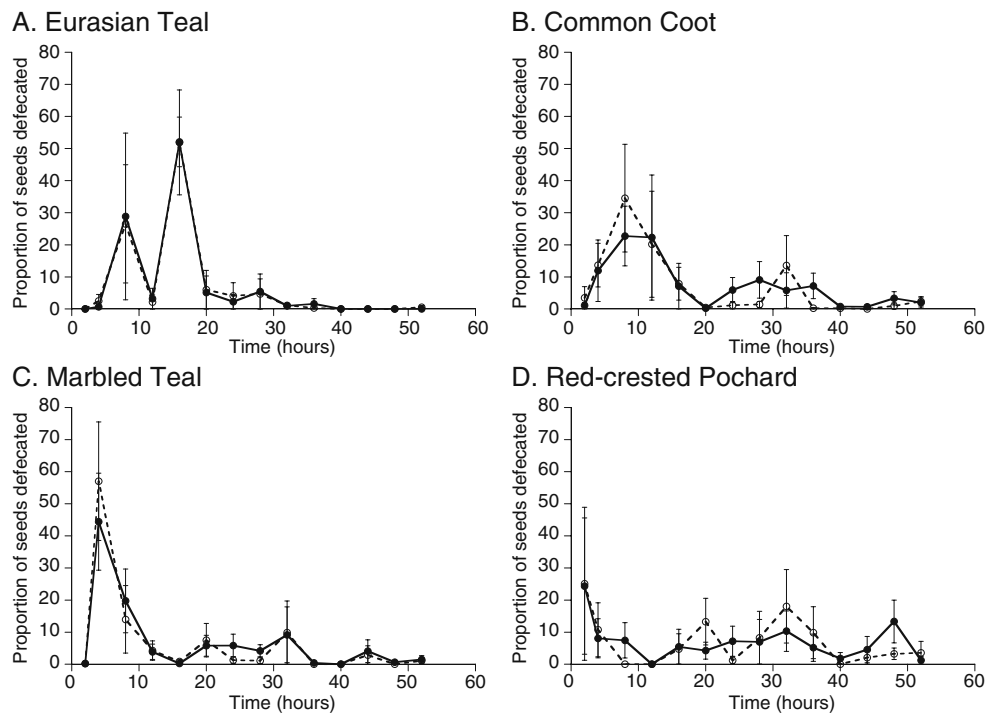 A. Eurasian Teal
80
70
60
50
40
30
20
10
0
Proportion of seeds defecated
0 10 20 30 40 50 60
Time (hours)
B. Common Coot
80
70
60
50
40
30
20
10
0
Proportion of seeds defecated
0 10 20 30 40 50 60
Time (hours)
C. Marbled Teal
80
70
60
50
40
30
20
10
0
Proportion of seeds defecated
0 10 20 30 40 50 60
Time (hours)
D. Red-crested Pochard
80
70
60
50
40
30
20
10
0
Proportion of seeds defecated
0 10 20 30 40 50 60
Time (hours)